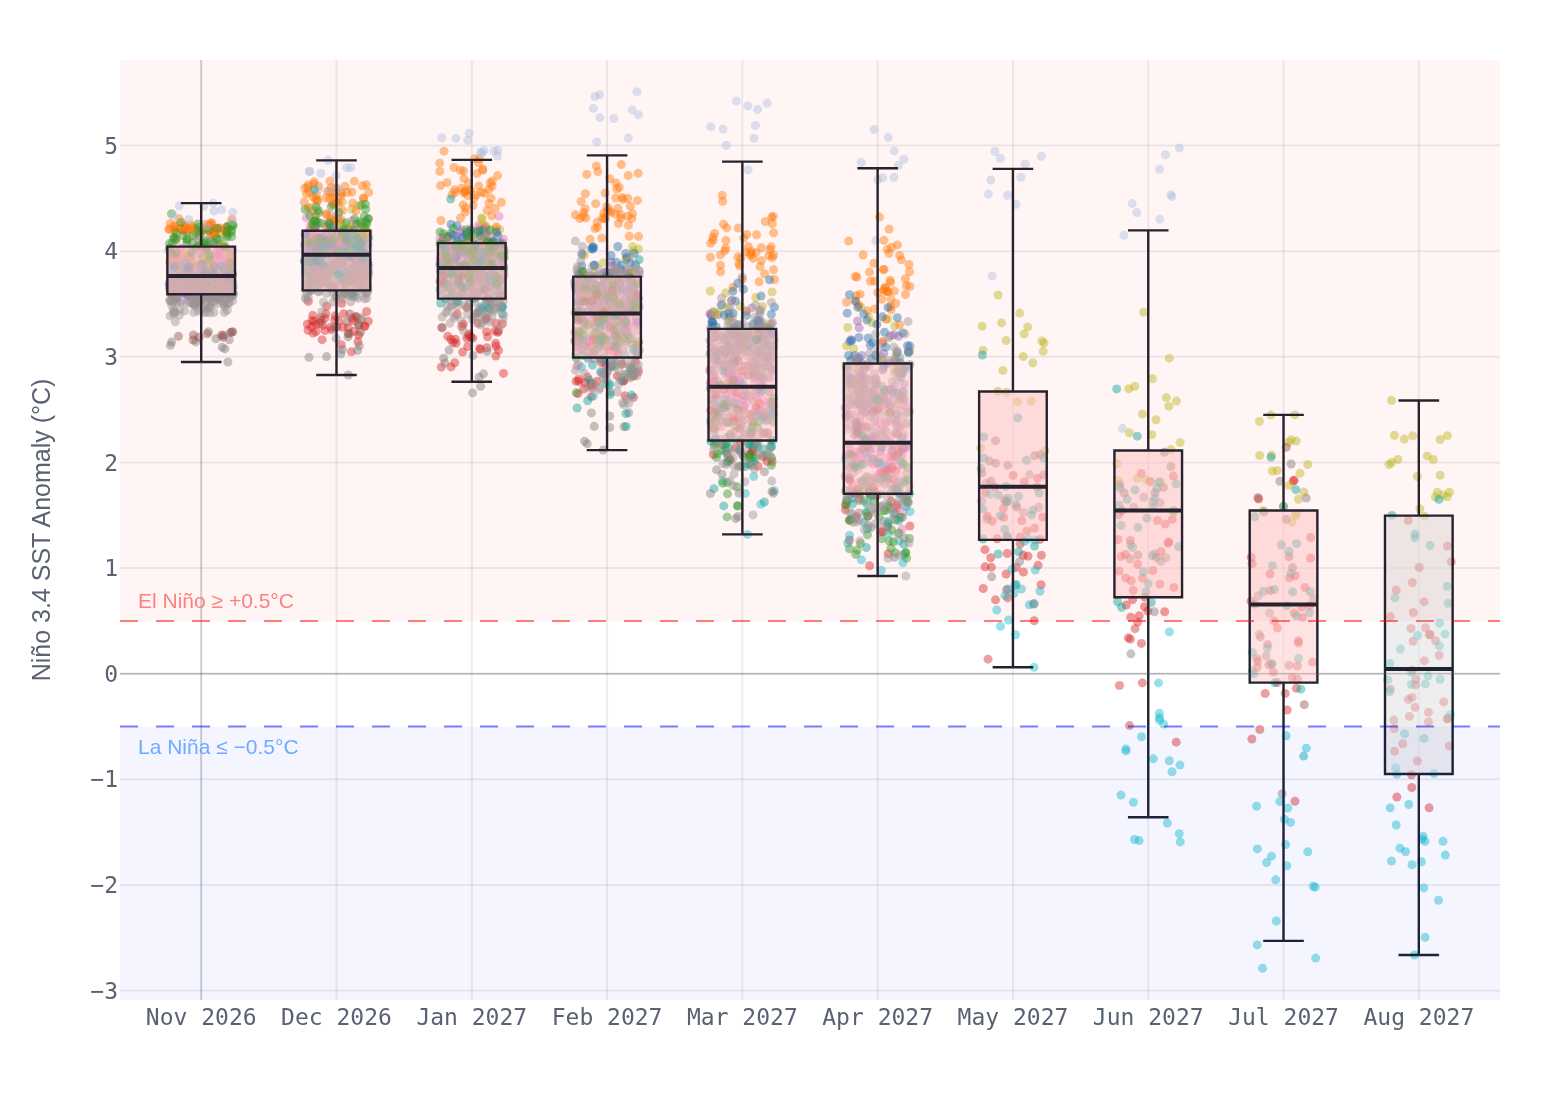 5
4
3
2
1
0
−1
−2
−3
Niño 3.4 SST Anomaly (°C)
El Niño ≥ +0.5°C
La Niña ≤ −0.5°C
Nov 2026 Dec 2026 Jan 2027 Feb 2027 Mar 2027 Apr 2027 May 2027 Jun 2027 Jul 2027 Aug 2027